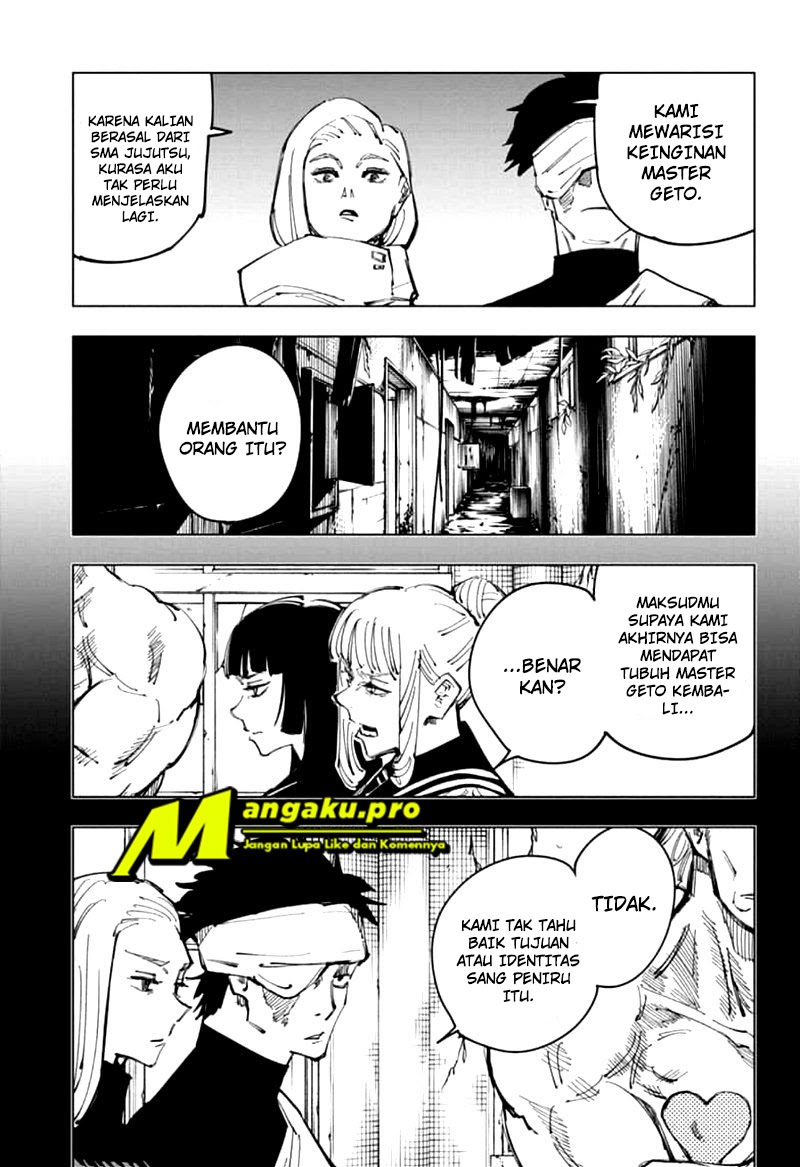 KAMI
MEWARISI
KEINGINAN
MASTER
GETO.
KARENA KALIAN
BERASAL DARI
SMA JUJUTSU,
KURASA AKU
TAK PERLU
MENJELASKAN
LAGI.
MEMBANTU
ORANG ITU?
MAKSUDMU
SUPAYA KAMI
AKHIRNYA BISA
MENDAPAT
TUBUH MASTER
GETO KEMBA-
LI...
...BENAR
KAN?
Mangaku.pro
Jangan Lupa Like dan Komennya
TIDAK.
KAMI TAK TAHU
BAIK TUJUAN
ATAU IDENTITAS
SANG PENIRU
ITU.